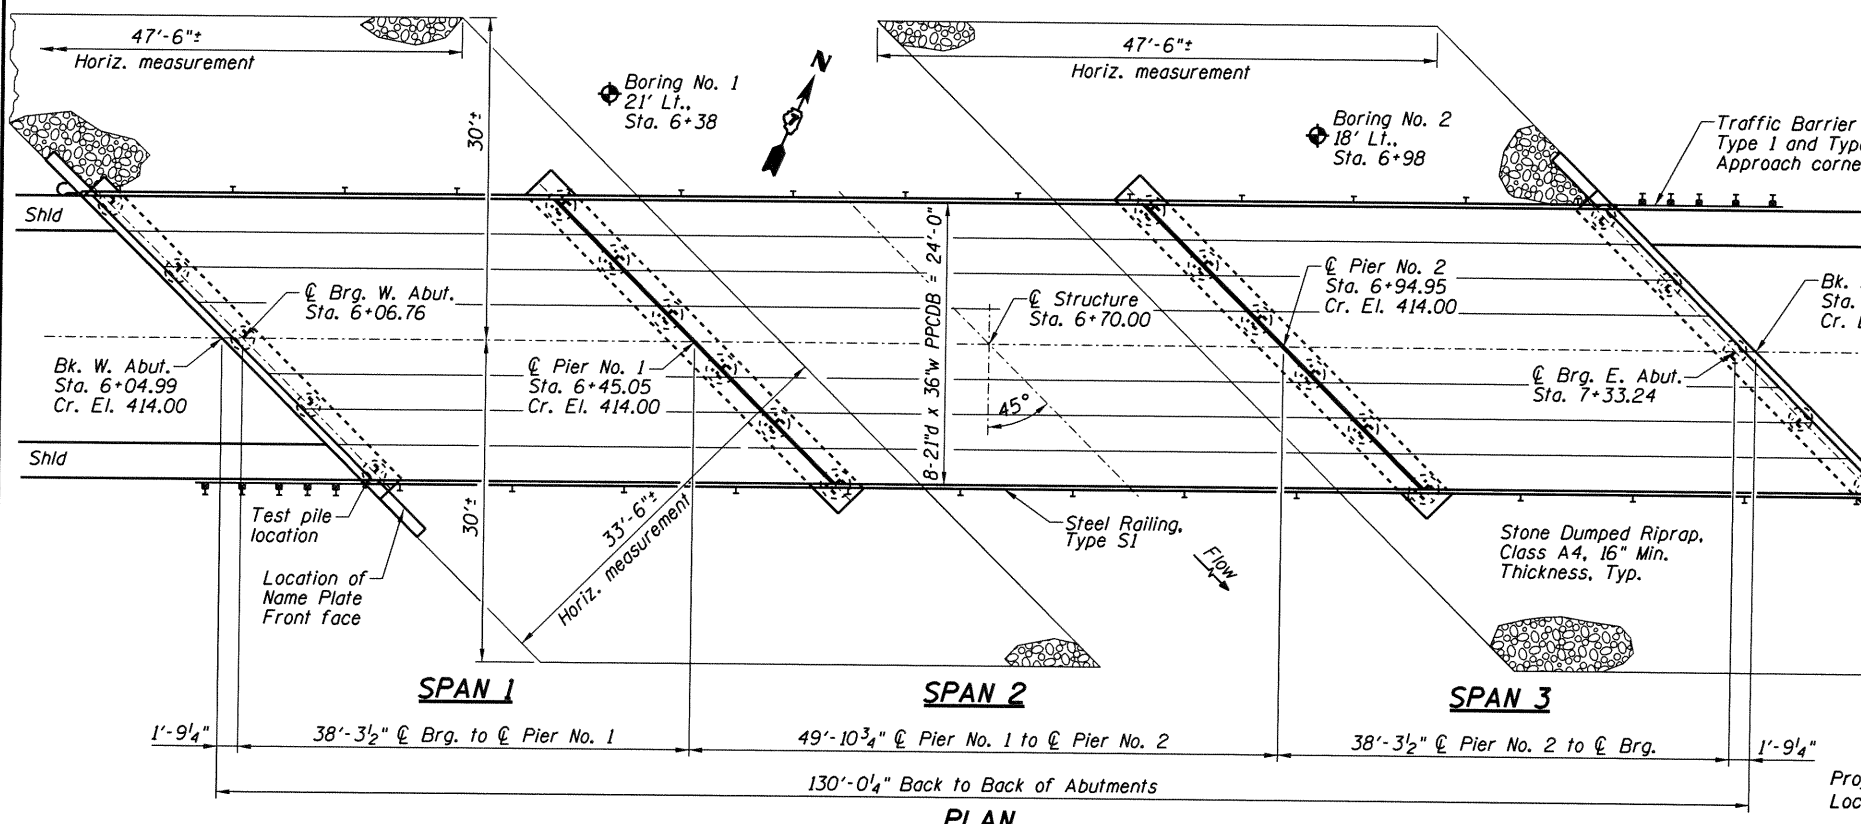 47'-6"±
Horiz. measurement
30'±
Boring No. 1
21' Lt.,
Sta. 6+38
N
47'-6"±
Horiz. measurement
Boring No. 2
18' Lt.,
Sta. 6+98
Traffic Barrier
Type 1 and
Approach
Shld
℄ Brg. W. Abut.
Sta. 6+06.76
Bk. W. Abut.
Sta. 6+04.99
Cr. El. 414.00
℄ Pier No. 1
Sta. 6+45.05
Cr. El. 414.00
8-21"d x 36"w PPCDB = 24'-0"
℄ Structure
Sta. 6+70.00
45°
℄ Pier No. 2
Sta. 6+94.95
Cr. El. 414.00
Bk.
Sta.
Cr.
℄ Brg. E. Abut.
Sta. 7+33.24
Shld
Test pile
location
Location of
Name Plate
Front face
30'±
33'-6"±
Horiz. measurement
Steel Railing,
Type S1
Flow
Stone Dumped Riprap,
Class A4, 16" Min.
Thickness, Typ.
SPAN 1
SPAN 2
SPAN 3
1'-9¼"
38'-3½" ℄ Brg. to ℄ Pier No. 1
49'-10¾" ℄ Pier No. 1 to ℄ Pier No. 2
38'-3½" ℄ Pier No. 2 to ℄ Brg.
1'-9¼"
130'-0¼" Back to Back of Abutments
PLAN